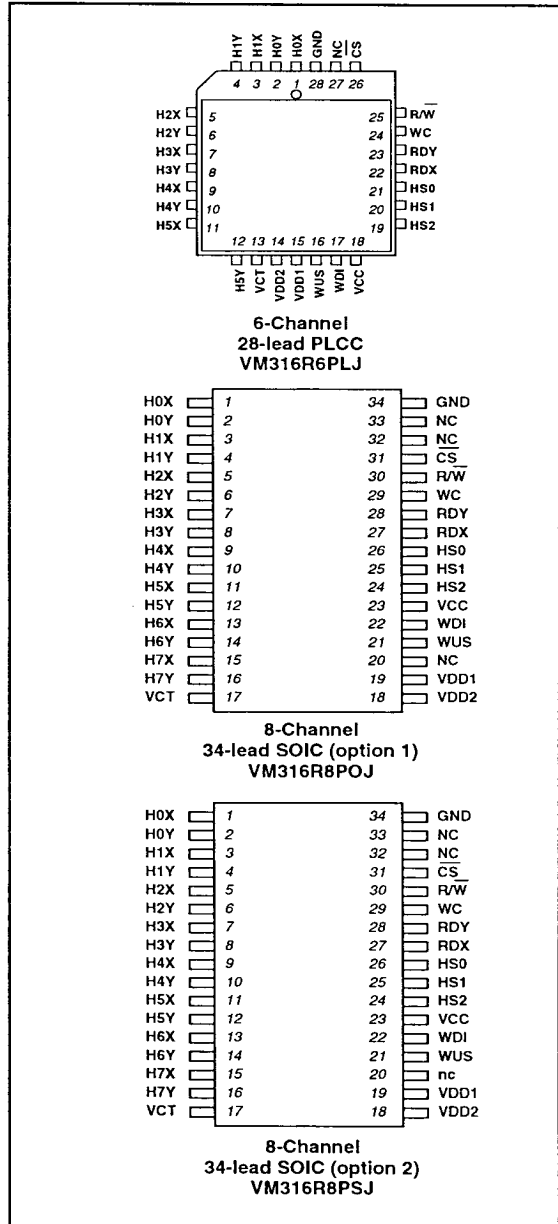 H1Y H1X H0Y H0X GND NC C̅S̅
4 3 2 1 28 27 26
H2X 5 25 R/W̅
H2Y 6 24 WC
H3X 7 23 RDY
H3Y 8 22 RDX
H4X 9 21 HS0
H4Y 10 20 HS1
H5X 11 19 HS2
12 13 14 15 16 17 18
H5Y VCT VDD2 VDD1 WUS WDI VCC
6-Channel
28-lead PLCC
VM316R6PLJ
H0X 1 34 GND
H0Y 2 33 NC
H1X 3 32 NC
H1Y 4 31 C̅S̅
H2X 5 30 R/W̅
H2Y 6 29 WC
H3X 7 28 RDY
H3Y 8 27 RDX
H4X 9 26 HS0
H4Y 10 25 HS1
H5X 11 24 HS2
H5Y 12 23 VCC
H6X 13 22 WDI
H6Y 14 21 WUS
H7X 15 20 NC
H7Y 16 19 VDD1
VCT 17 18 VDD2
8-Channel
34-lead SOIC (option 1)
VM316R8POJ
H0X 1 34 GND
H0Y 2 33 NC
H1X 3 32 NC
H1Y 4 31 C̅S̅
H2X 5 30 R/W̅
H2Y 6 29 WC
H3X 7 28 RDY
H3Y 8 27 RDX
H4X 9 26 HS0
H4Y 10 25 HS1
H5X 11 24 HS2
H5Y 12 23 VCC
H6X 13 22 WDI
H6Y 14 21 WUS
H7X 15 20 nc
H7Y 16 19 VDD1
VCT 17 18 VDD2
8-Channel
34-lead SOIC (option 2)
VM316R8PSJ